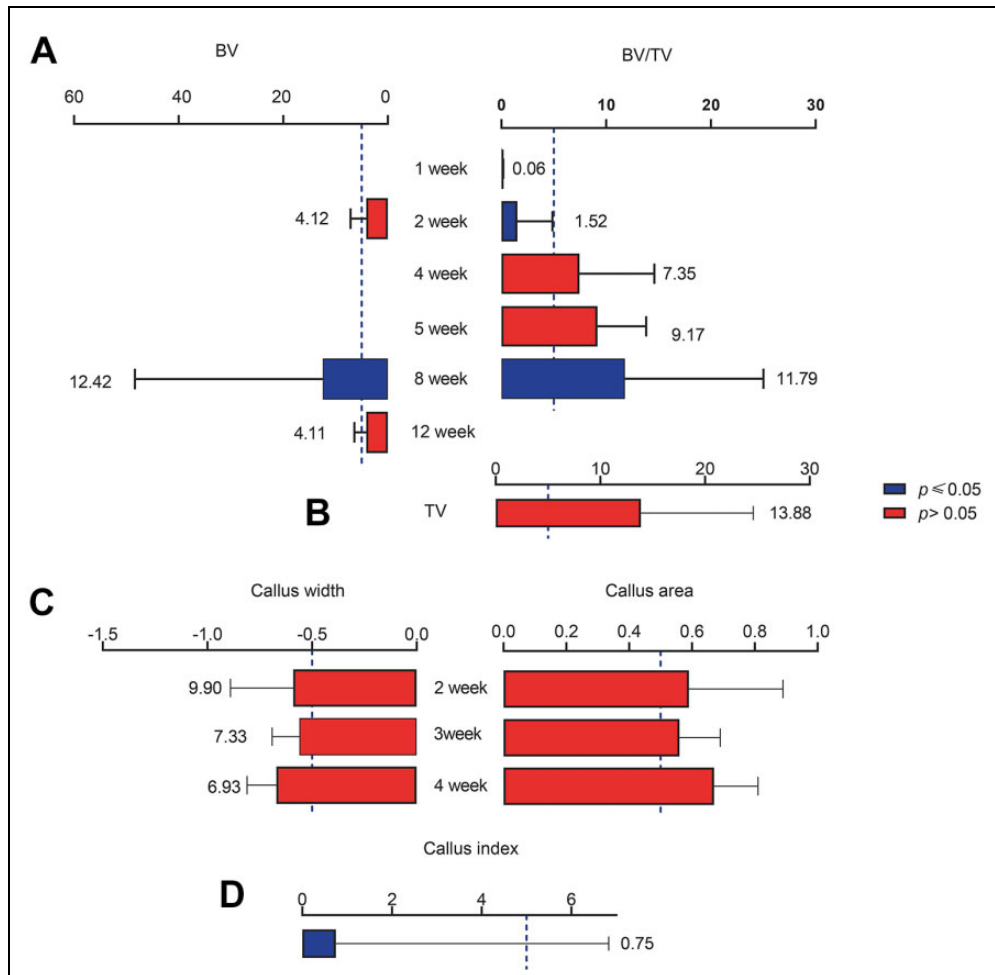 A
BV
BV/TV
60 40 20 0
0 10 20 30
1 week
0.06
4.12
2 week
1.52
4 week
7.35
5 week
9.17
12.42
8 week
11.79
4.11
12 week
0 10 20 30
B
TV
13.88
p⩽0.05
p> 0.05
C
Callus width
Callus area
-1.5 -1.0 -0.5 0.0
0.0 0.2 0.4 0.6 0.8 1.0
9.90
2 week
7.33
3week
6.93
4 week
Callus index
D
0 2 4 6
0.75